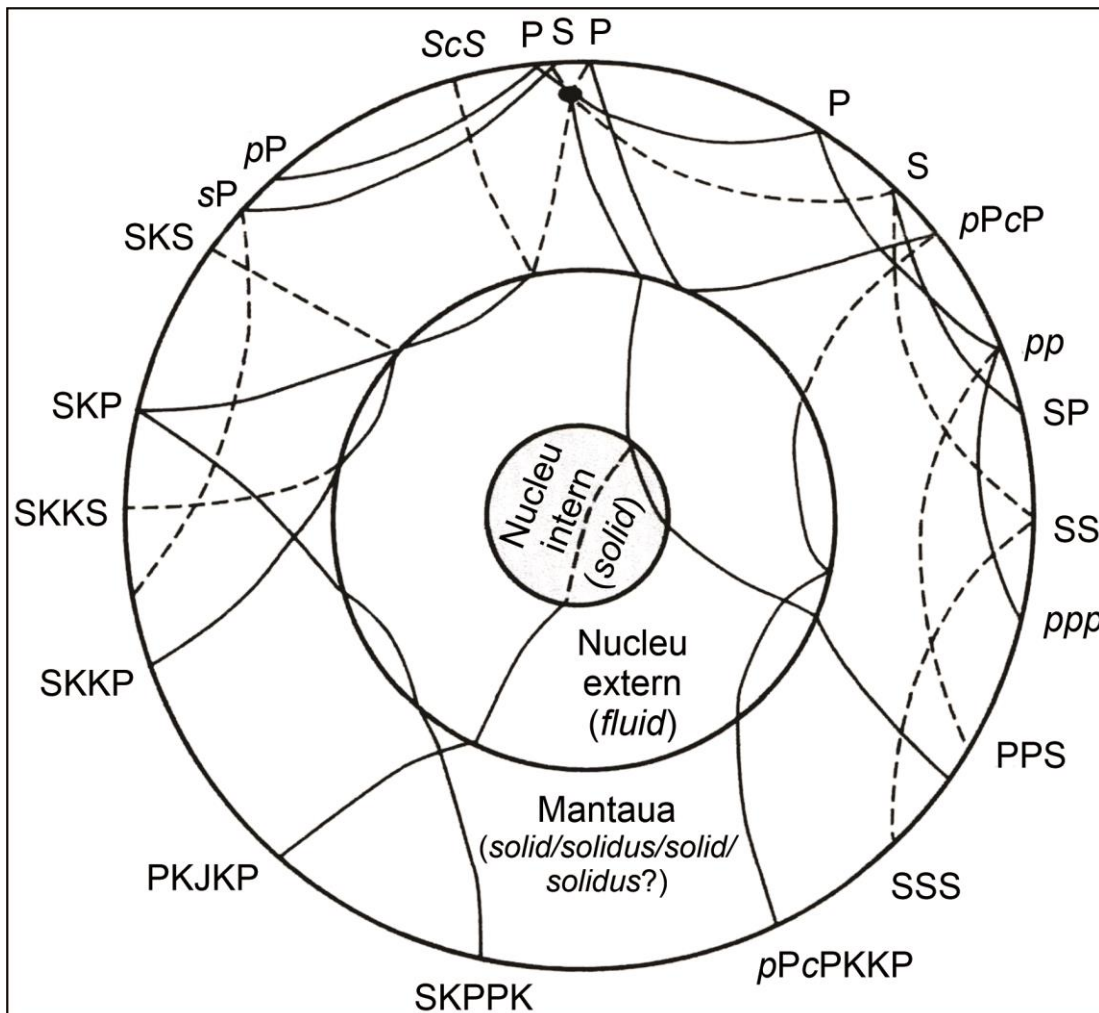 ScS
P
S
P
P
S
pPcP
pp
SP
SS
ppp
PPS
SSS
pPcPKKP
SKPPK
PKJKP
SKKP
SKKS
SKP
SKS
sP
pP
Nucleu
intern
(solid)
Nucleu
extern
(fluid)
Mantaua
(solid/solidus/solid/
solidus?)